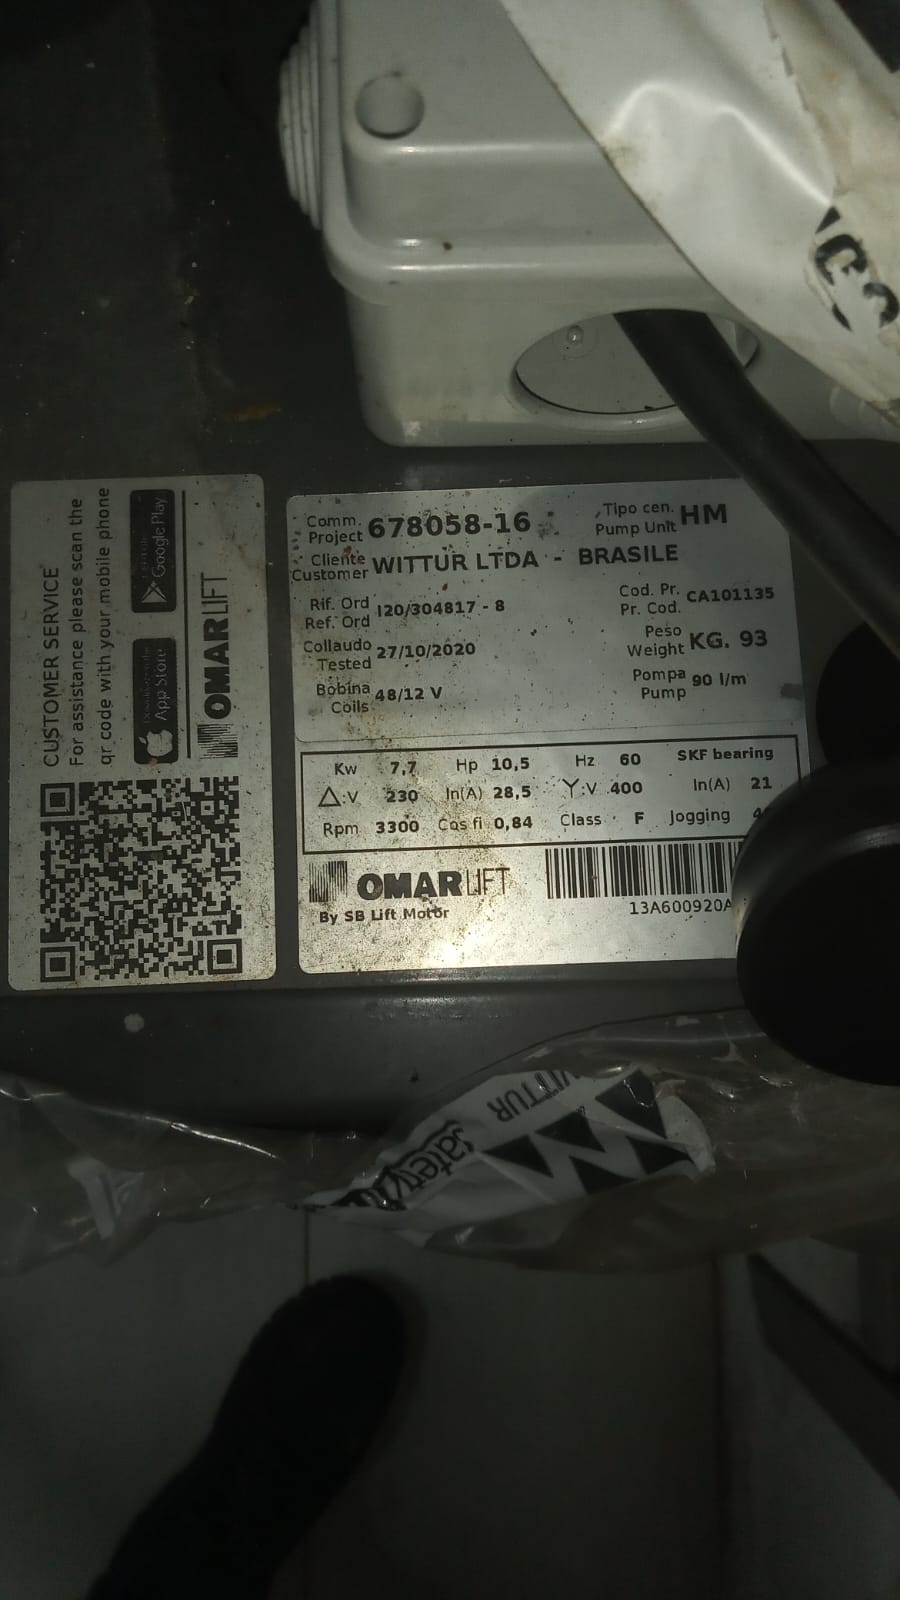 CUSTOMER SERVICE
For assistance please scan the
qr code with your mobile phone
App Store
Google Play
OMARLIFT
Comm. Project 678058-16 Tipo cen. Pump Unit HM
Cliente Customer WITTUR LTDA - BRASILE
Rif. Ord Ref. Ord I20/304817 - 8 Cod. Pr. Pr. Cod. CA101135
Collaudo Tested 27/10/2020 Peso Weight KG. 93
Bobina Coils 48/12 V Pompa Pump 90 l/m
Kw 7,7 Hp 10,5 Hz 60 SKF bearing
△:V 230 In(A) 28,5 Y:V 400 In(A) 21
Rpm 3300 Cos fi 0,84 Class F Jogging
OMARLIFT
By SB Lift Motor
13A600920A
WITTUR
Safety